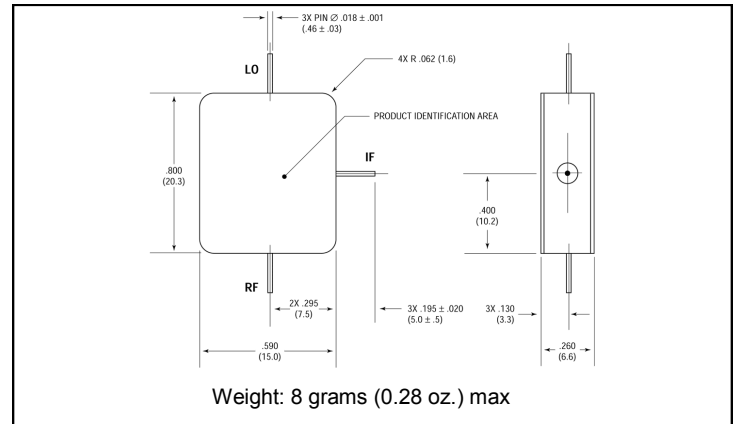 3X PIN Ø .018 ± .001
(.46 ± .03)
LO
4X R .062 (1.6)
PRODUCT IDENTIFICATION AREA
IF
.800
(20.3)
.400
(10.2)
RF
2X .295
(7.5)
3X .195 ± .020
(5.0 ± .5)
3X .130
(3.3)
.590
(15.0)
.260
(6.6)
Weight: 8 grams (0.28 oz.) max